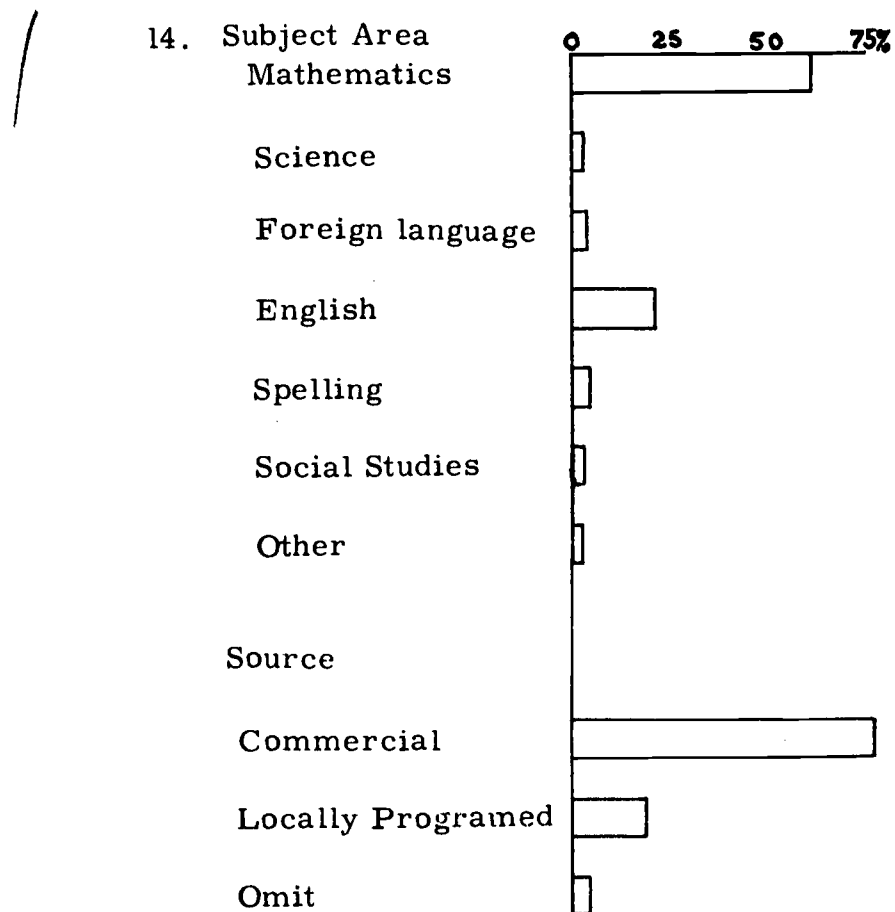 14. Subject Area 0 25 50 75%
Mathematics
Science
Foreign language
English
Spelling
Social Studies
Other
Source
Commercial
Locally Programed
Omit